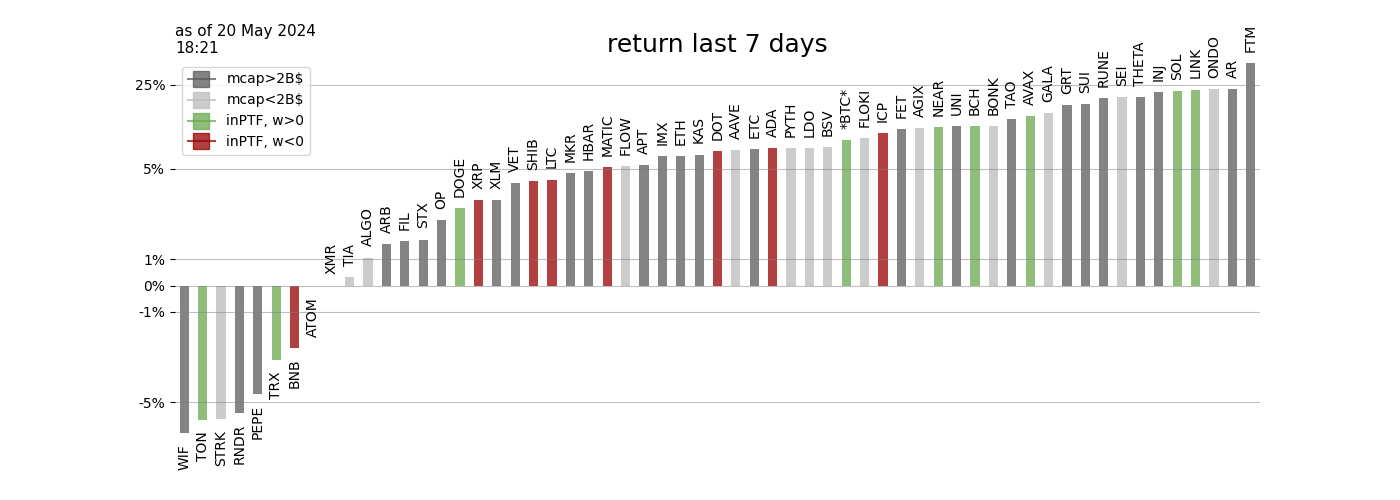 as of 20 May 2024
18:21
return last 7 days
mcap>2B$
mcap<2B$
inPTF, w>0
inPTF, w<0
25%
5%
1%
0%
-1%
-5%
WIF
TON
STRK
RNDR
PEPE
TRX
BNB
ATOM
XMR
TIA
ALGO
ARB
FIL
STX
OP
DOGE
XRP
XLM
VET
SHIB
LTC
MKR
HBAR
MATIC
FLOW
APT
IMX
ETH
KAS
DOT
AAVE
ETC
ADA
PYTH
LDO
BSV
*BTC*
FLOKI
ICP
FET
AGIX
NEAR
UNI
BCH
BONK
TAO
AVAX
GALA
GRT
SUI
RUNE
SEI
THETA
INJ
SOL
LINK
ONDO
AR
FTM